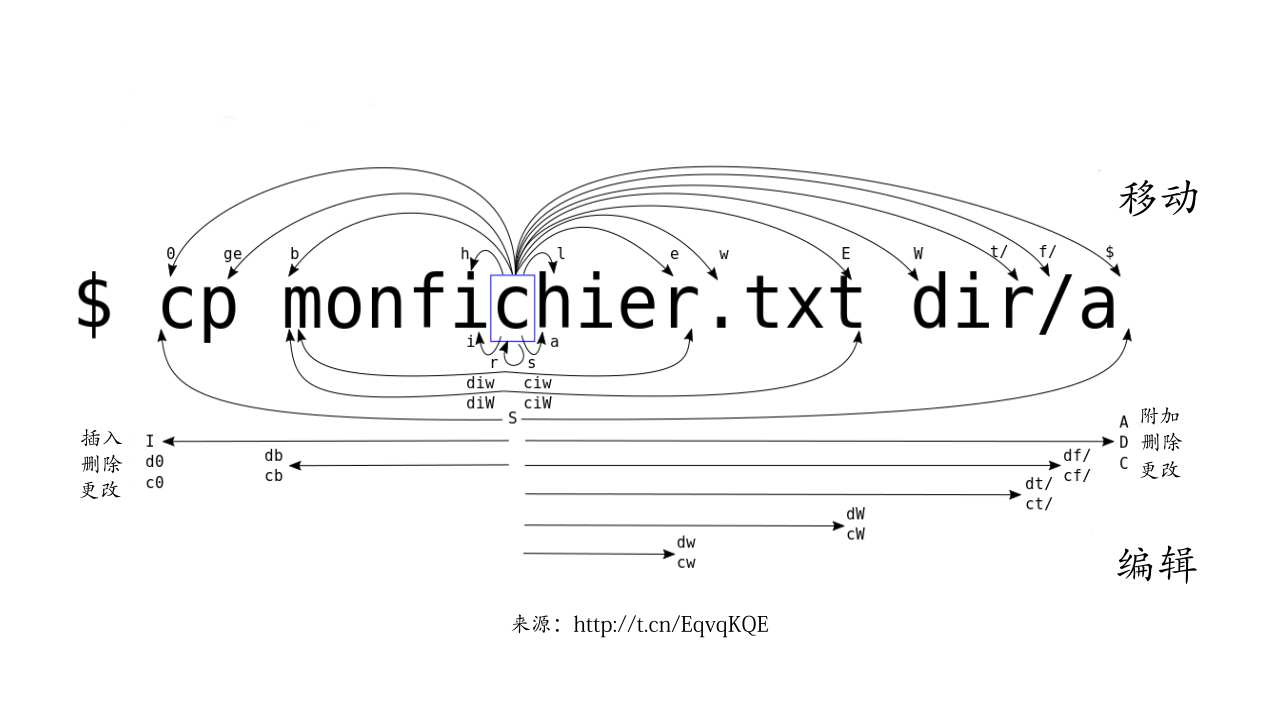 移动
0 ge b h l e w E W t/ f/ $
$ cp monfichier.txt dir/a
i a
r s
diw ciw
diW ciW
S
插入 I A 附加
删除 d0 db df/ D 删除
更改 c0 cb cf/ C 更改
dt/
ct/
dW
cW
dw
cw
编辑
来源：http://t.cn/EqvqKQE